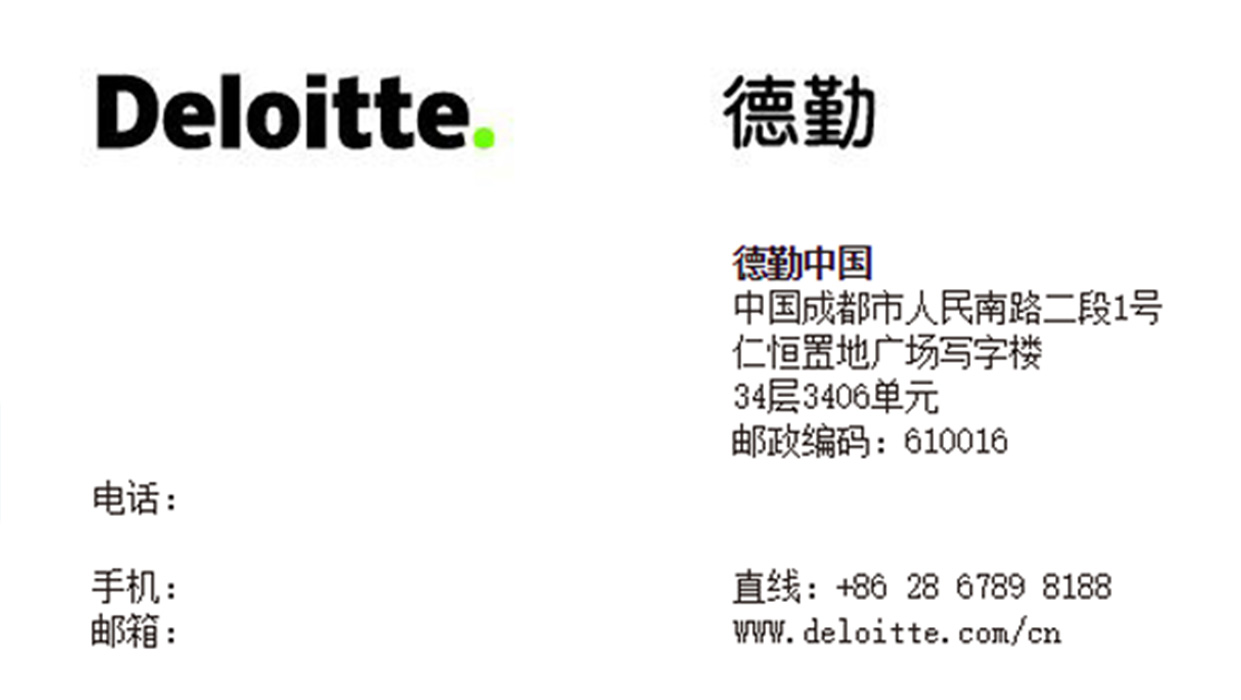 Deloitte.
德勤
德勤中国
中国成都市人民南路二段1号
仁恒置地广场写字楼
34层3406单元
邮政编码：610016
电话：
手机：
直线：+86 28 6789 8188
邮箱：
WWW.deloitte.com/cn